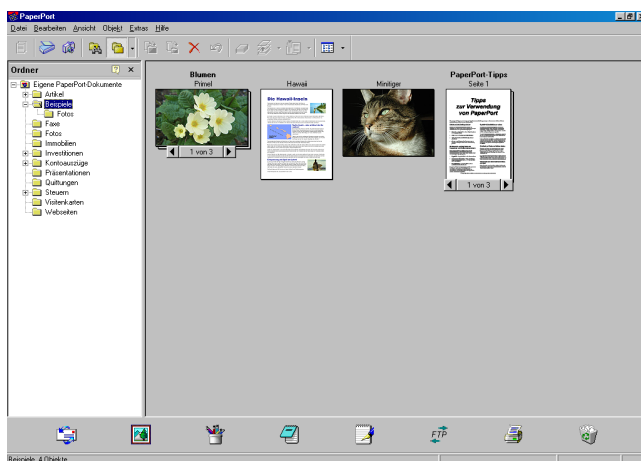 PaperPort
Datei Bearbeiten Ansicht Objekt Extras Hilfe
Ordner
Eigene PaperPort-Dokumente
Artikel
Beispiele
Fotos
Faxe
Fotos
Immobilien
Investitionen
Kontoauszüge
Präsentationen
Quittungen
Steuern
Visitenkarten
Webseiten
Blumen
Primel
1 von 3
Hawaii
Die Hawaii-Inseln
Minitiger
PaperPort-Tipps
Seite 1
Tipps
zur Verwendung
von PaperPort
1 von 3
FTP
Beispiele, 4 Objekte